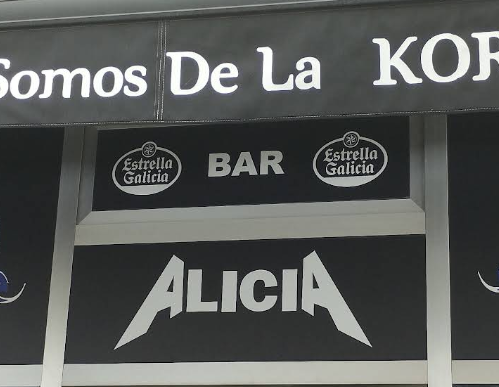 Somos De La KOR
Estrella Galicia BAR Estrella Galicia
ALICIA